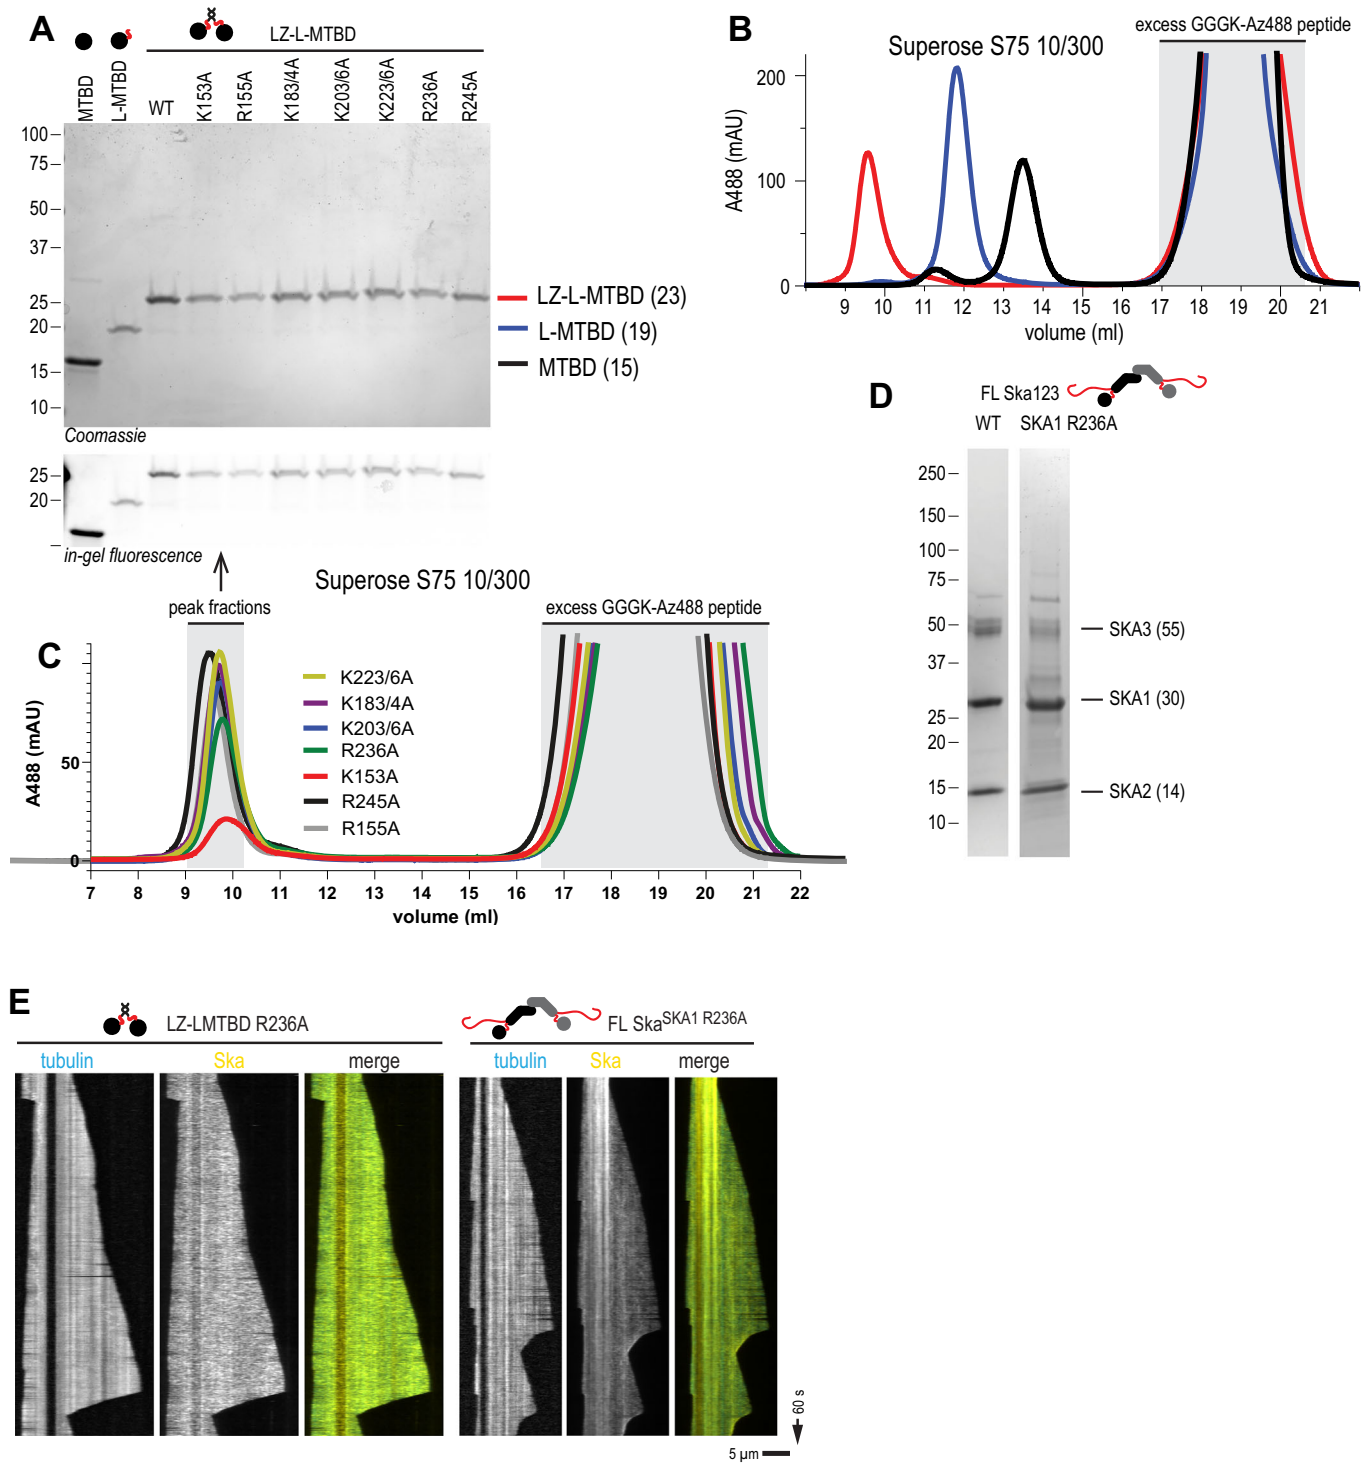 A
LZ-L-MTBD
MTBD
L-MTBD
WT
K153A
R155A
K183/4A
K203/6A
K223/6A
R236A
R245A
100
75
50
37
25
20
15
10
Coomassie
25
20
in-gel fluorescence
LZ-L-MTBD (23)
L-MTBD (19)
MTBD (15)
B
Superose S75 10/300
excess GGGK-Az488 peptide
A488 (mAU)
200
100
0
9 10 11 12 13 14 15 16 17 18 19 20 21
volume (ml)
C
Superose S75 10/300
peak fractions
excess GGGK-Az488 peptide
A488 (mAU)
50
0
K223/6A
K183/4A
K203/6A
R236A
K153A
R245A
R155A
7 8 9 10 11 12 13 14 15 16 17 18 19 20 21 22
volume (ml)
D
FL Ska123
WT SKA1 R236A
250
150
100
75
50
37
25
20
15
10
SKA3 (55)
SKA1 (30)
SKA2 (14)
E
LZ-LMTBD R236A
tubulin Ska merge
FL Ska SKA1 R236A
tubulin Ska merge
60 s
5 µm